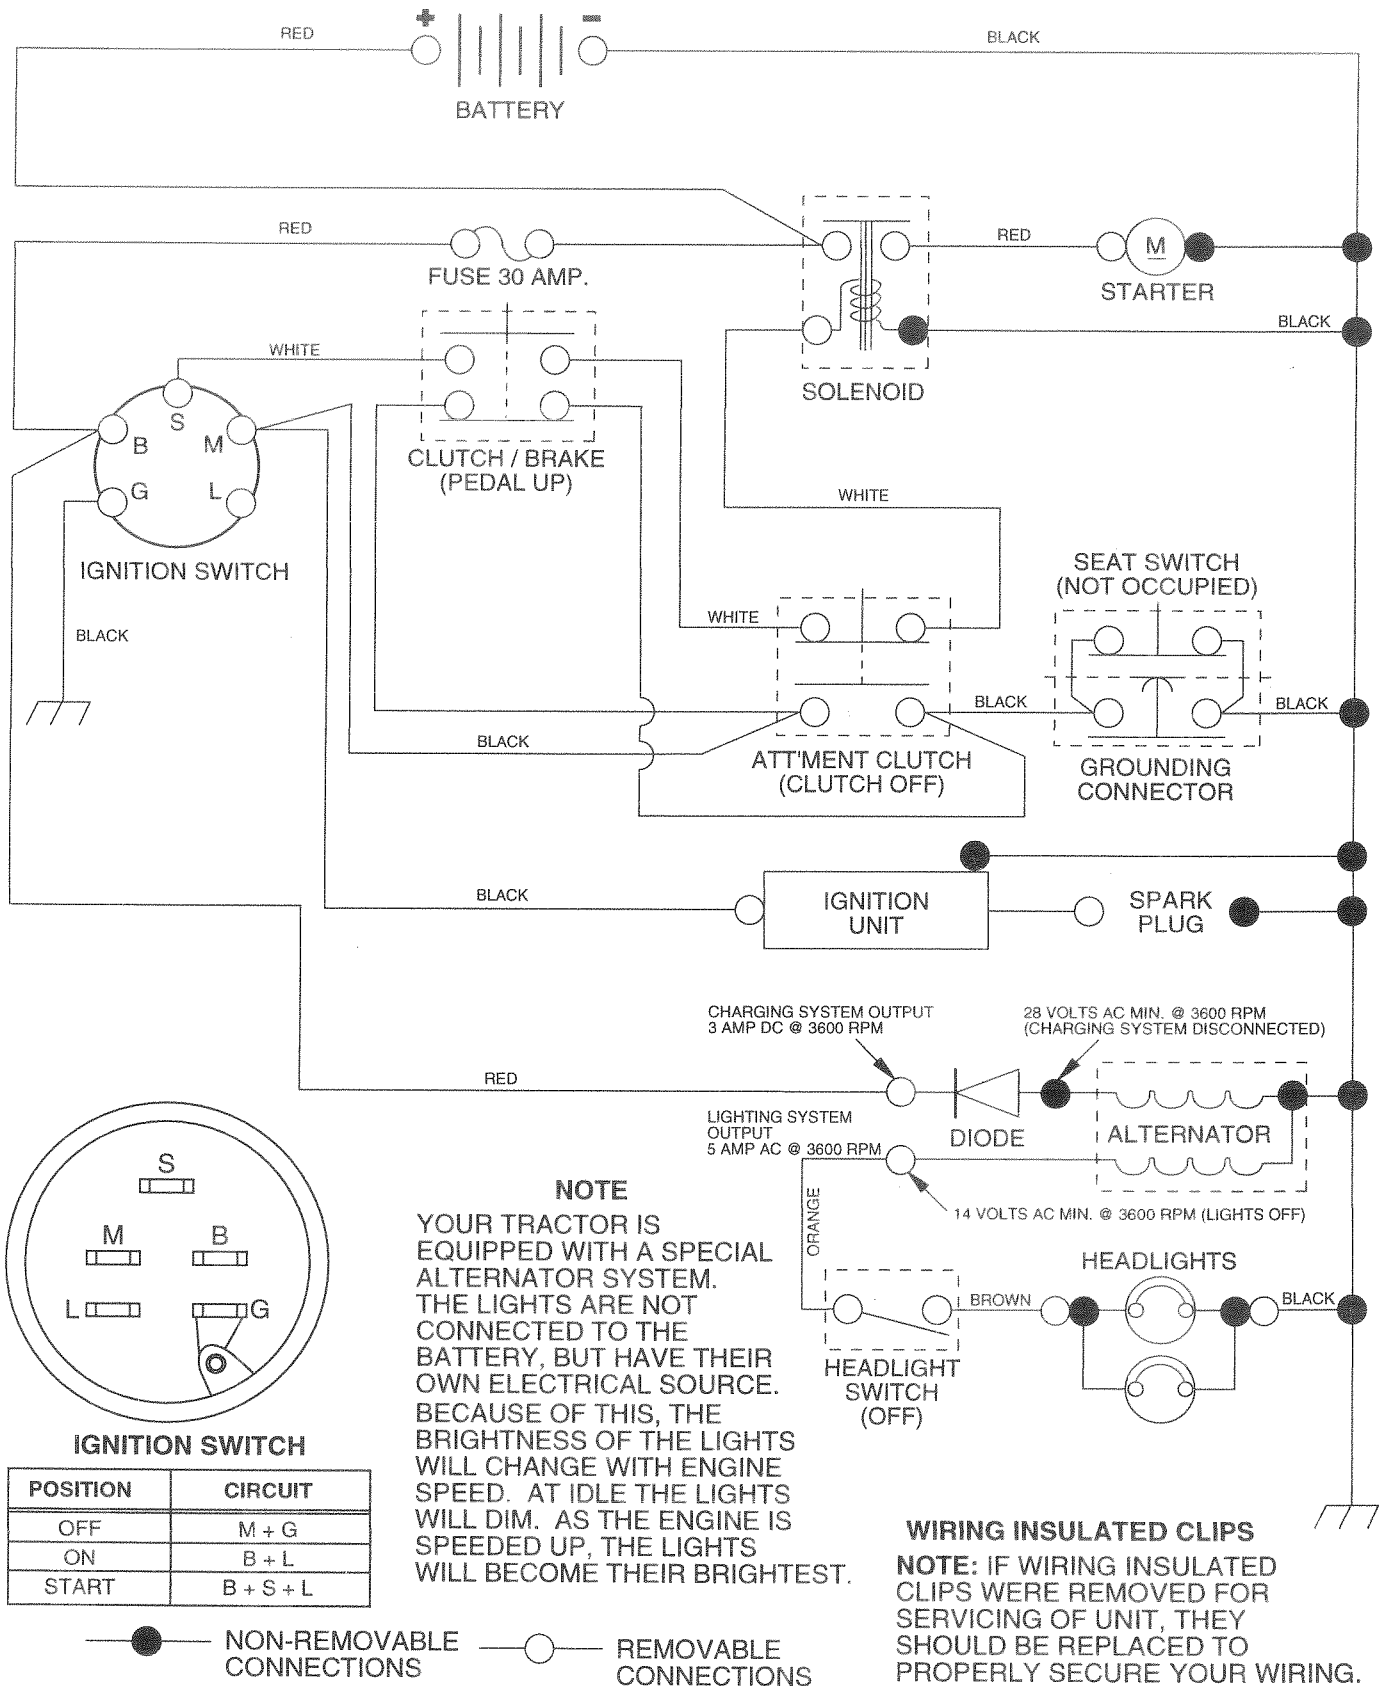 +
-
RED
BLACK
BATTERY
RED
FUSE 30 AMP.
RED
M
STARTER
BLACK
SOLENOID
WHITE
S
B
M
G
L
IGNITION SWITCH
CLUTCH / BRAKE
(PEDAL UP)
WHITE
BLACK
WHITE
SEAT SWITCH
(NOT OCCUPIED)
BLACK
BLACK
BLACK
ATT'MENT CLUTCH
(CLUTCH OFF)
GROUNDING
CONNECTOR
BLACK
IGNITION
UNIT
SPARK
PLUG
CHARGING SYSTEM OUTPUT
3 AMP DC @ 3600 RPM
28 VOLTS AC MIN. @ 3600 RPM
(CHARGING SYSTEM DISCONNECTED)
RED
DIODE
ALTERNATOR
LIGHTING SYSTEM
OUTPUT
5 AMP AC @ 3600 RPM
14 VOLTS AC MIN. @ 3600 RPM (LIGHTS OFF)
ORANGE
HEADLIGHTS
BROWN
BLACK
HEADLIGHT
SWITCH
(OFF)
S
M
B
L
G
IGNITION SWITCH
POSITION CIRCUIT
OFF M + G
ON B + L
START B + S + L
NOTE
YOUR TRACTOR IS
EQUIPPED WITH A SPECIAL
ALTERNATOR SYSTEM.
THE LIGHTS ARE NOT
CONNECTED TO THE
BATTERY, BUT HAVE THEIR
OWN ELECTRICAL SOURCE.
BECAUSE OF THIS, THE
BRIGHTNESS OF THE LIGHTS
WILL CHANGE WITH ENGINE
SPEED. AT IDLE THE LIGHTS
WILL DIM. AS THE ENGINE IS
SPEEDED UP, THE LIGHTS
WILL BECOME THEIR BRIGHTEST.
WIRING INSULATED CLIPS
NOTE: IF WIRING INSULATED
CLIPS WERE REMOVED FOR
SERVICING OF UNIT, THEY
SHOULD BE REPLACED TO
PROPERLY SECURE YOUR WIRING.
NON-REMOVABLE
CONNECTIONS
REMOVABLE
CONNECTIONS